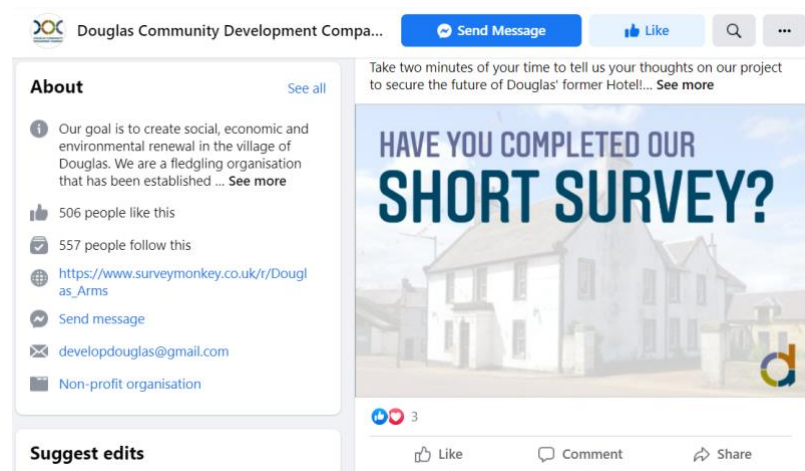 Douglas Community Development Compa...
Send Message
Like
About
See all
Our goal is to create social, economic and
environmental renewal in the village of
Douglas. We are a fledgling organisation
that has been established ... See more
506 people like this
557 people follow this
https://www.surveymonkey.co.uk/r/Dougl
as_Arms
Send message
developdouglas@gmail.com
Non-profit organisation
Suggest edits
Take two minutes of your time to tell us your thoughts on our project
to secure the future of Douglas' former Hotel!... See more
HAVE YOU COMPLETED OUR
SHORT SURVEY?
3
Like
Comment
Share